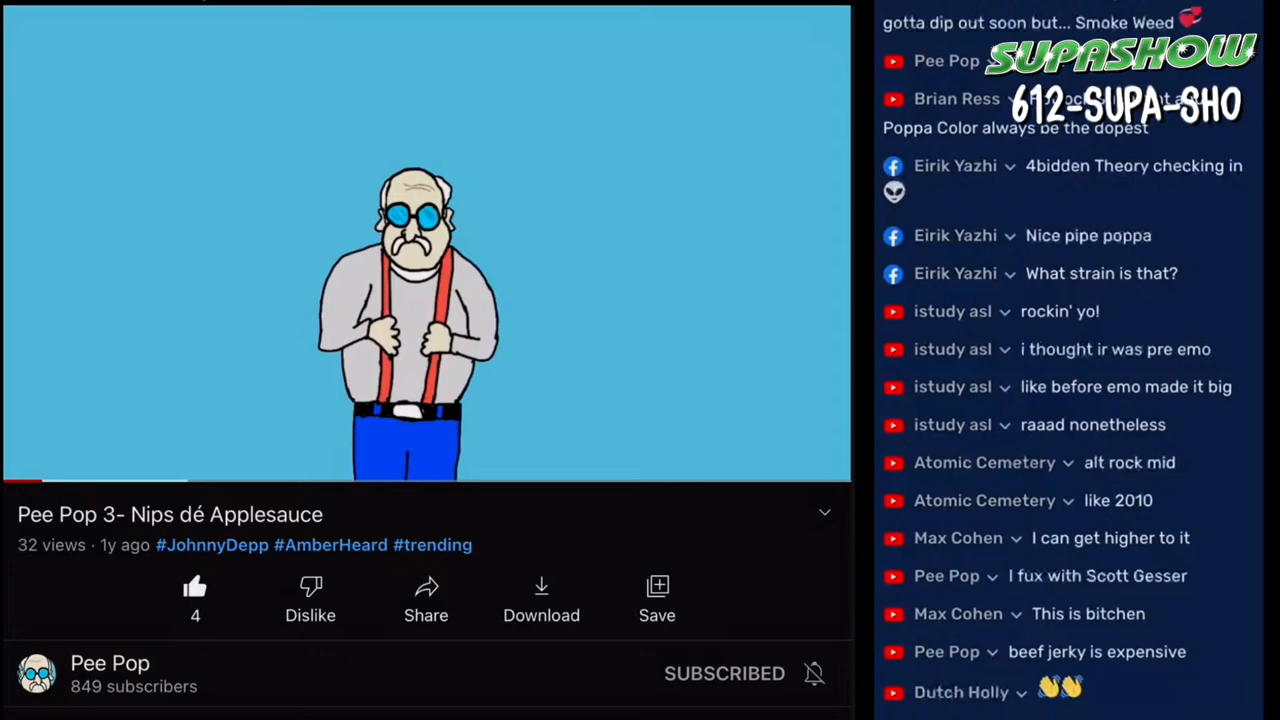 Pee Pop 3- Nips dé Applesauce
32 views · 1y ago #JohnnyDepp #AmberHeard #trending
4
Dislike
Share
Download
Save
Pee Pop
849 subscribers
SUBSCRIBED
gotta dip out soon but... Smoke Weed
SUPASHOW
Pee Pop
612-SUPA-SHO
Brian Ress
Poppa Color always be the dopest
Eirik Yazhi 4bidden Theory checking in
Eirik Yazhi Nice pipe poppa
Eirik Yazhi What strain is that?
istudy asl rockin' yo!
istudy asl i thought ir was pre emo
istudy asl like before emo made it big
istudy asl raaad nonetheless
Atomic Cemetery alt rock mid
Atomic Cemetery like 2010
Max Cohen I can get higher to it
Pee Pop I fux with Scott Gesser
Max Cohen This is bitchen
Pee Pop beef jerky is expensive
Dutch Holly